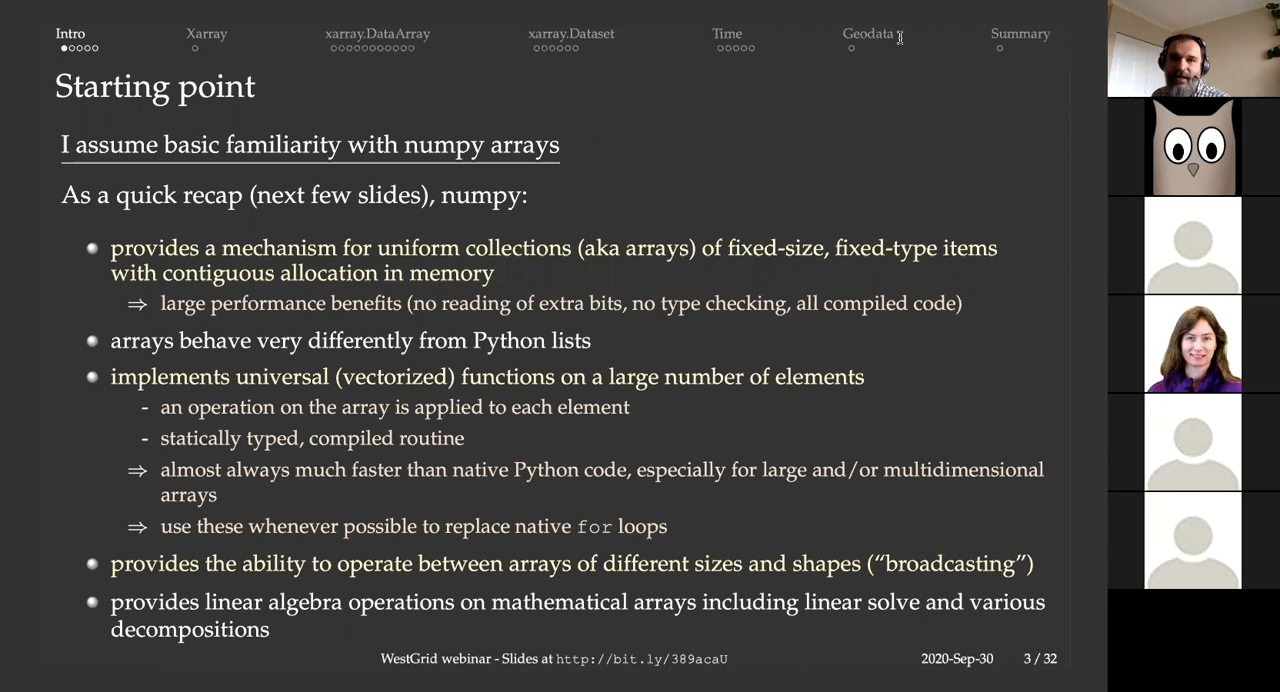 Intro Xarray xarray.DataArray xarray.Dataset Time Geodata Summary
Starting point
I assume basic familiarity with numpy arrays
As a quick recap (next few slides), numpy:
provides a mechanism for uniform collections (aka arrays) of fixed-size, fixed-type items
with contiguous allocation in memory
⇒ large performance benefits (no reading of extra bits, no type checking, all compiled code)
arrays behave very differently from Python lists
implements universal (vectorized) functions on a large number of elements
- an operation on the array is applied to each element
- statically typed, compiled routine
⇒ almost always much faster than native Python code, especially for large and/or multidimensional
arrays
⇒ use these whenever possible to replace native for loops
provides the ability to operate between arrays of different sizes and shapes (“broadcasting”)
provides linear algebra operations on mathematical arrays including linear solve and various
decompositions
WestGrid webinar - Slides at http://bit.ly/389acaU 2020-Sep-30 3 / 32